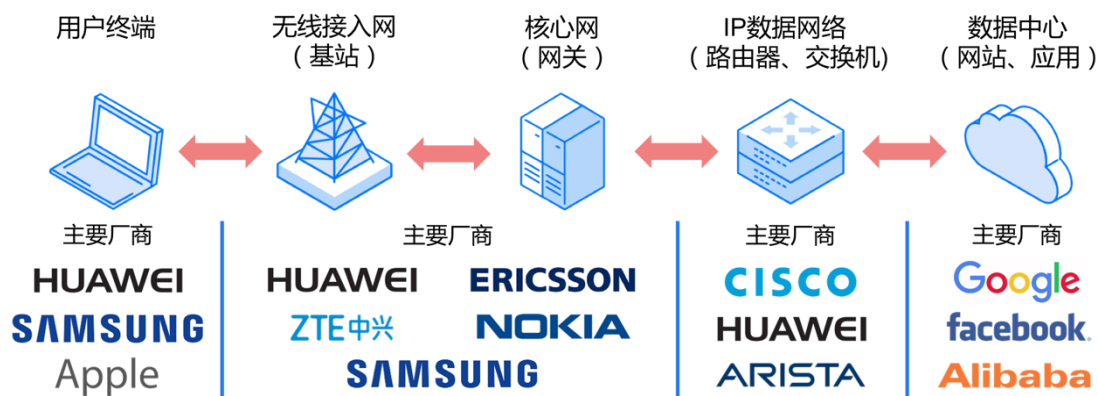 用户终端
无线接入网
（基站）
核心网
（网关）
IP数据网络
（路由器、交换机)
数据中心
（网站、应用）
主要厂商
HUAWEI
SAMSUNG
Apple
主要厂商
HUAWEI
ERICSSON
ZTE中兴
NOKIA
SAMSUNG
主要厂商
CISCO
HUAWEI
ARISTA
主要厂商
Google
facebook.
Alibaba